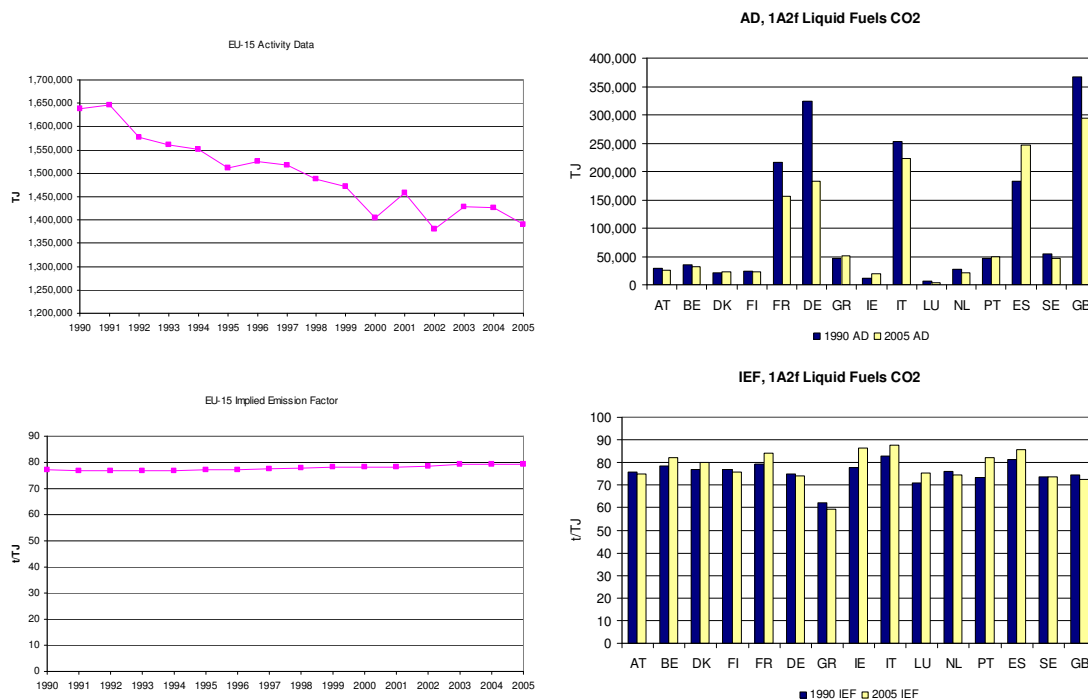 EU-15 Activity Data
1,700,000
1,650,000
1,600,000
1,550,000
1,500,000
1,450,000
1,400,000
1,350,000
1,300,000
1,250,000
1,200,000
TJ
1990 1991 1992 1993 1994 1995 1996 1997 1998 1999 2000 2001 2002 2003 2004 2005
AD, 1A2f Liquid Fuels CO2
400,000
350,000
300,000
250,000
200,000
150,000
100,000
50,000
0
TJ
AT BE DK FI FR DE GR IE IT LU NL PT ES SE GB
1990 AD 2005 AD
EU-15 Implied Emission Factor
90
80
70
60
50
40
30
20
10
0
t/TJ
1990 1991 1992 1993 1994 1995 1996 1997 1998 1999 2000 2001 2002 2003 2004 2005
IEF, 1A2f Liquid Fuels CO2
100
90
80
70
60
50
40
30
20
10
0
t/TJ
AT BE DK FI FR DE GR IE IT LU NL PT ES SE GB
1990 IEF 2005 IEF